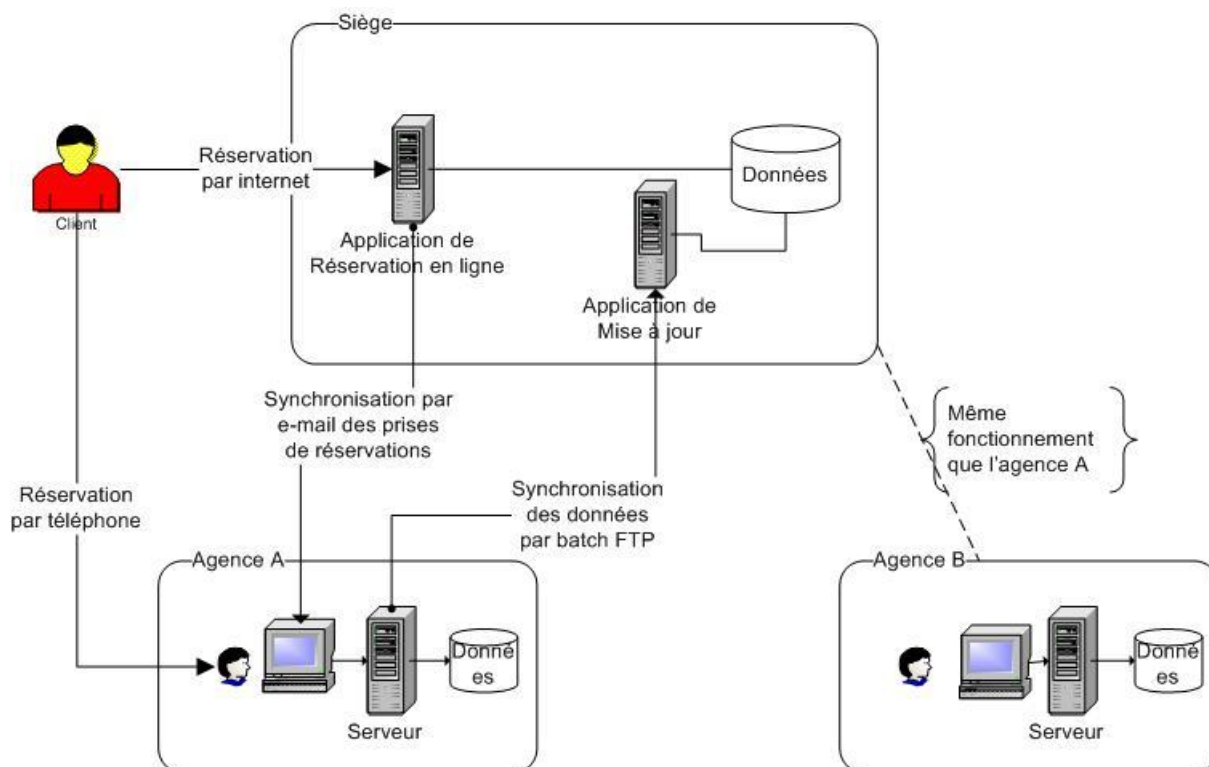 Siège
Réservation
par internet
Données
Client
Application de
Réservation en ligne
Application de
Mise à jour
Synchronisation par
e-mail des prises
de réservations
Même
fonctionnement
que l'agence A
Réservation
par téléphone
Synchronisation
des données
par batch FTP
Agence A
Donné
es
Serveur
Agence B
Donné
es
Serveur